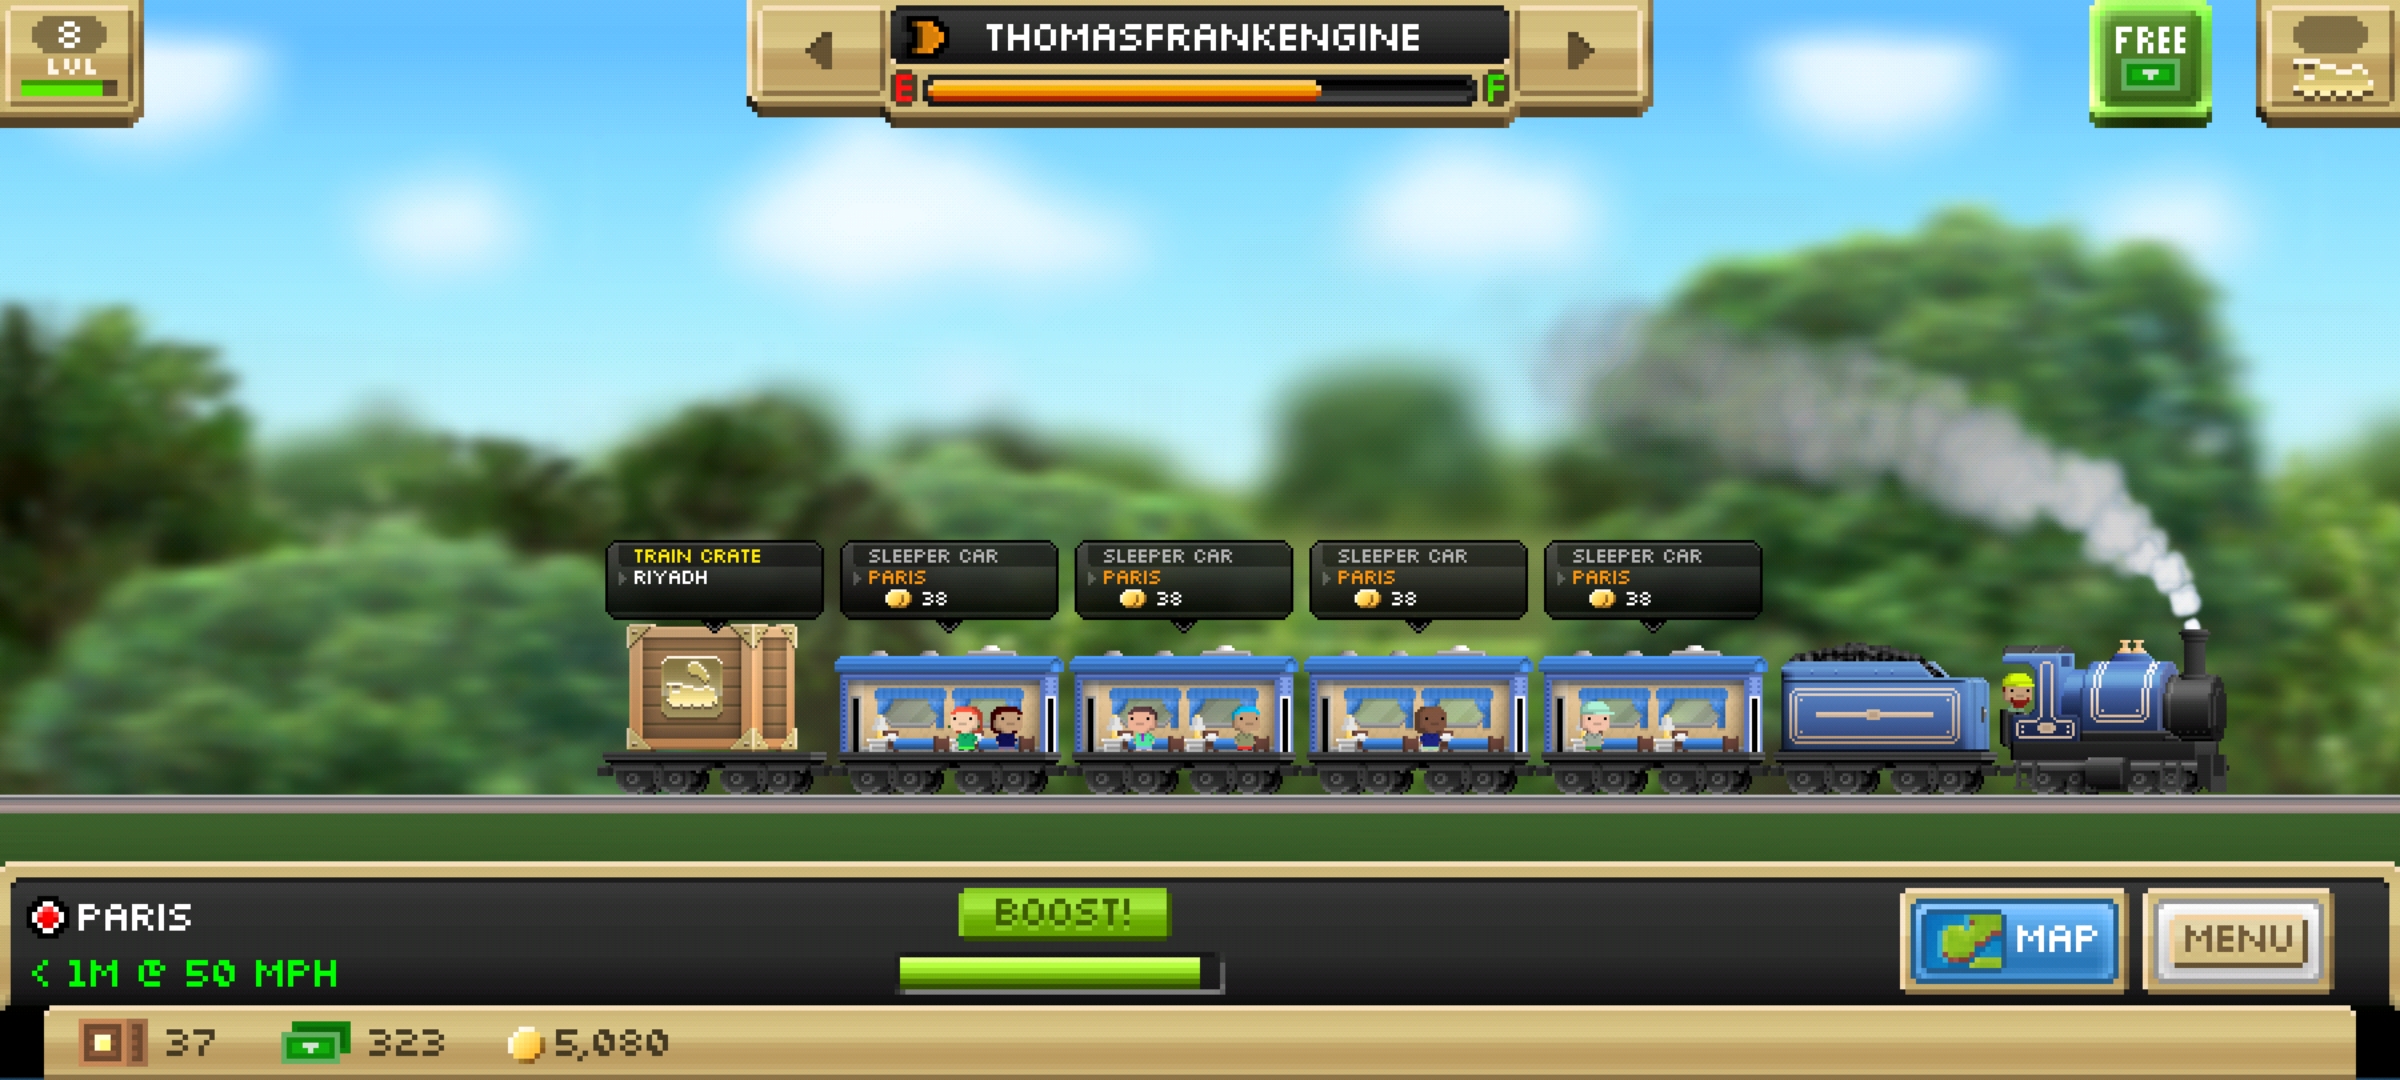 8
LVL
THOMASFRANKENGINE
E F
FREE
TRAIN CRATE
RIYADH
SLEEPER CAR
PARIS
38
SLEEPER CAR
PARIS
38
SLEEPER CAR
PARIS
38
SLEEPER CAR
PARIS
38
PARIS
< 1M @ 50 MPH
BOOST!
MAP
MENU
37
323
5,080